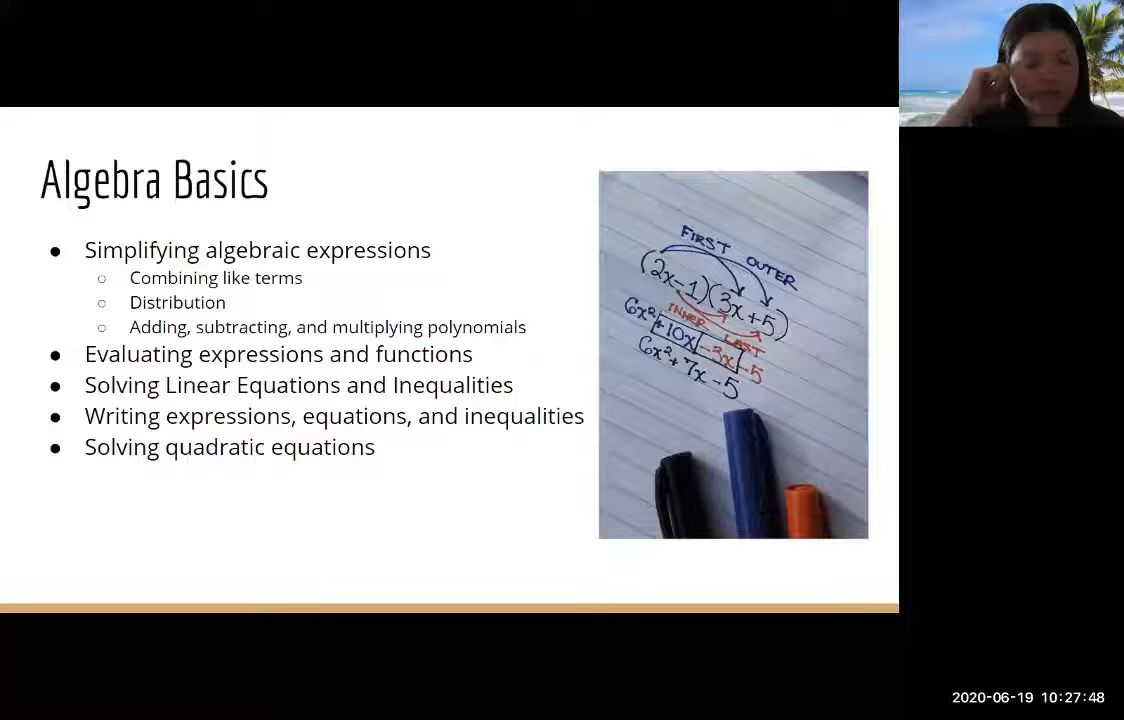 Algebra Basics
● Simplifying algebraic expressions
○ Combining like terms
○ Distribution
○ Adding, subtracting, and multiplying polynomials
● Evaluating expressions and functions
● Solving Linear Equations and Inequalities
● Writing expressions, equations, and inequalities
● Solving quadratic equations
FIRST OUTER
(2x-1)(3x+5)
INNER LAST
6x²+10x-3x-5
6x²+7x-5
2020-06-19 10:27:48